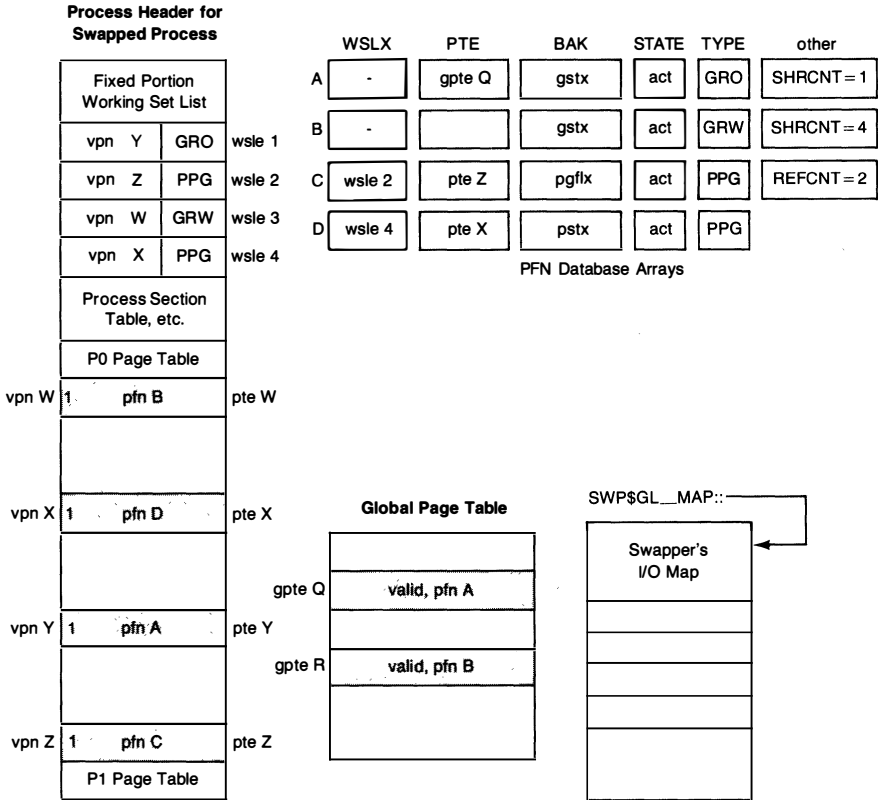 Process Header for
Swapped Process
Fixed Portion
Working Set List
vpn Y GRO wsle 1
vpn Z PPG wsle 2
vpn W GRW wsle 3
vpn X PPG wsle 4
Process Section
Table, etc.
P0 Page Table
vpn W 1 pfn B pte W
vpn X 1 pfn D pte X
vpn Y 1 pfn A pte Y
vpn Z 1 pfn C pte Z
P1 Page Table
WSLX PTE BAK STATE TYPE other
A - gpte Q gstx act GRO SHRCNT=1
B - gstx act GRW SHRCNT=4
C wsle 2 pte Z pgflx act PPG REFCNT=2
D wsle 4 pte X pstx act PPG
PFN Database Arrays
Global Page Table
gpte Q valid, pfn A
gpte R valid, pfn B
SWP$GL__MAP::
Swapper's
I/O Map